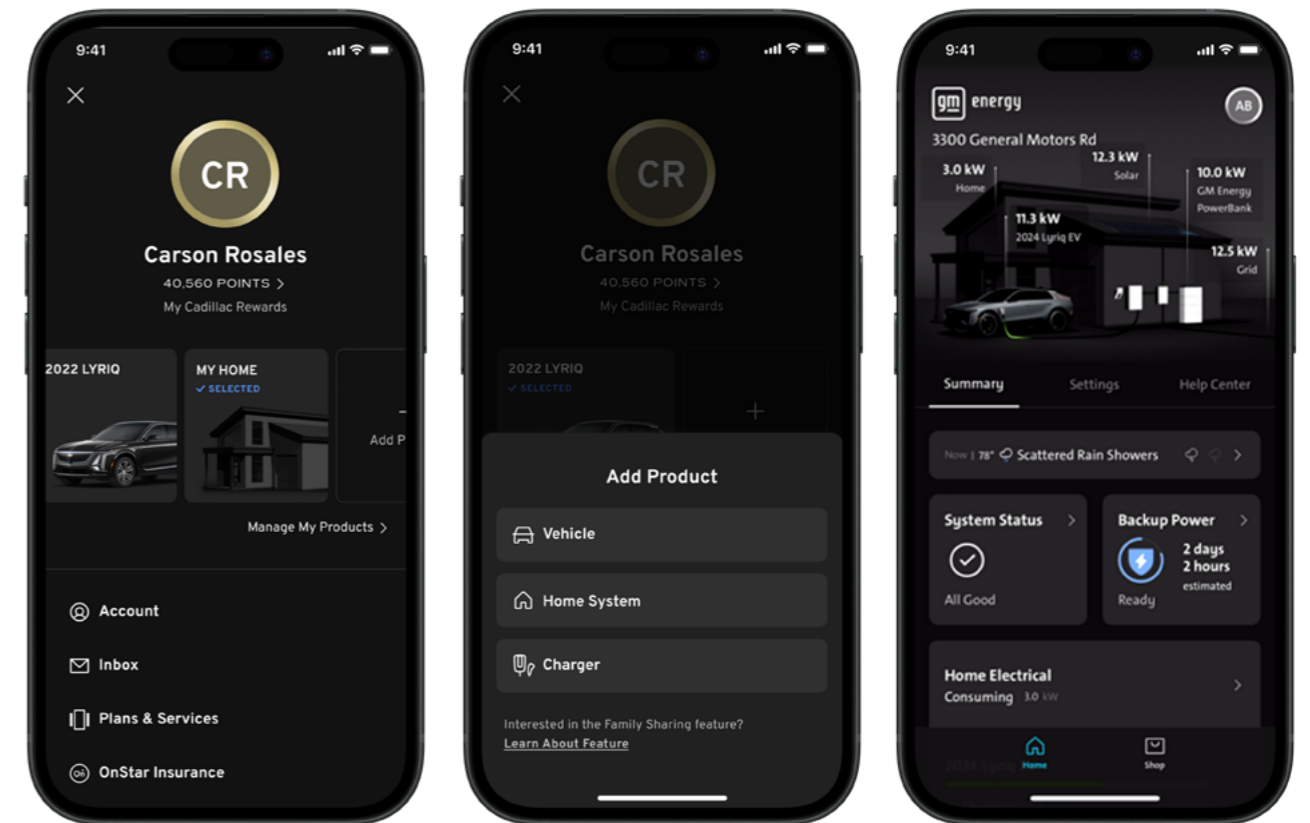 9:41
CR
Carson Rosales
40,560 POINTS >
My Cadillac Rewards
2022 LYRIQ
MY HOME
✓ SELECTED
Add P
Manage My Products >
Account
Inbox
Plans & Services
OnStar Insurance
9:41
CR
Carson Rosales
40,560 POINTS >
My Cadillac Rewards
2022 LYRIQ
✓ SELECTED
Add Product
Vehicle
Home System
Charger
Interested in the Family Sharing feature?
Learn About Feature
9:41
gm energy
AB
3300 General Motors Rd
12.3 kW
Solar
3.0 kW
Home
10.0 kW
GM Energy
PowerBank
11.3 kW
2024 Lyriq EV
12.5 kW
Grid
Summary
Settings
Help Center
Now | 78° Scattered Rain Showers >
System Status >
All Good
Backup Power >
2 days
2 hours
estimated
Ready
Home Electrical
Consuming | 3.0 kW
2024 Lyriq
Home
Shop